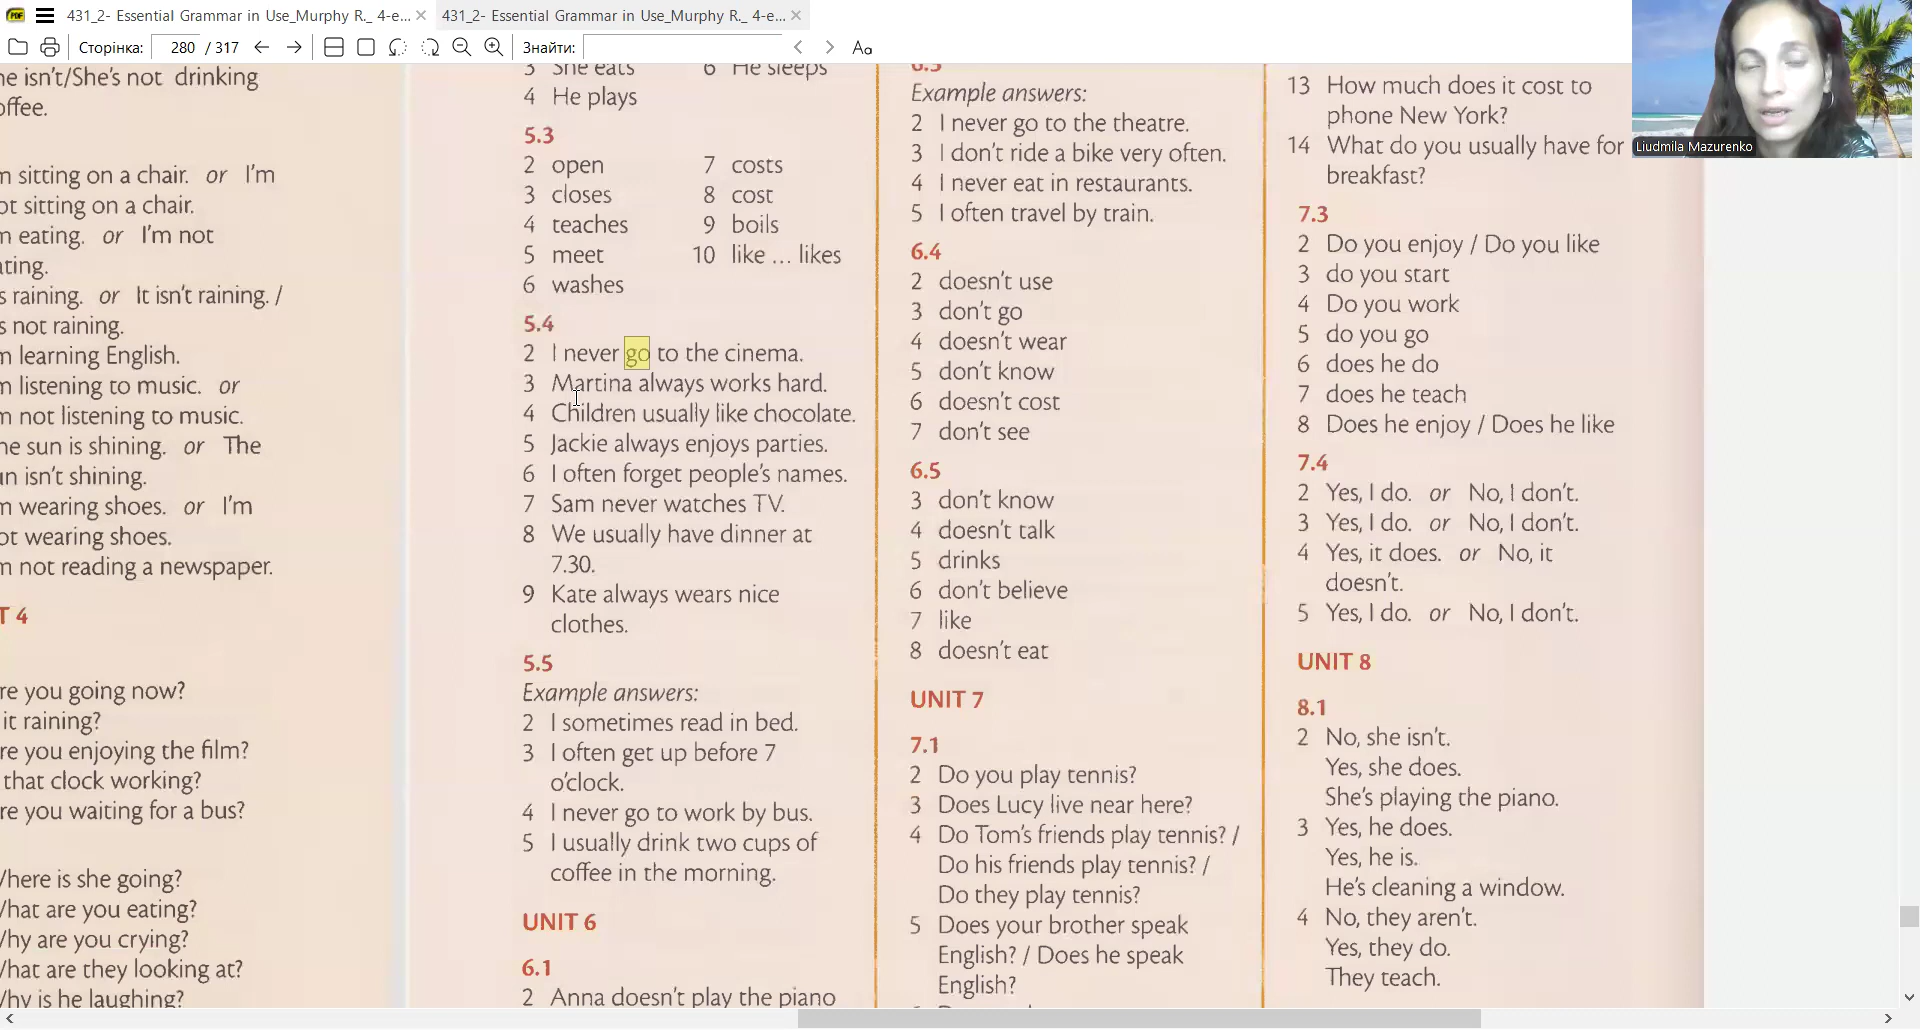 431_2- Essential Grammar in Use_Murphy R._ 4-e...
431_2- Essential Grammar in Use_Murphy R._ 4-e...
Сторінка: 280 / 317 Знайти: Aa
Liudmila Mazurenko
isn't/She's not drinking
m sitting on a chair. or I'm
ot sitting on a chair.
m eating. or I'm not
ating.
s raining. or It isn't raining. /
s not raining.
m learning English.
m listening to music. or
m not listening to music.
he sun is shining. or The
un isn't shining.
m wearing shoes. or I'm
ot wearing shoes.
m not reading a newspaper.
T 4
re you going now?
it raining?
re you enjoying the film?
that clock working?
re you waiting for a bus?
here is she going?
hat are you eating?
hy are you crying?
hat are they looking at?
hy is he laughing?
3 She eats 6 He sleeps
4 He plays
5.3
2 open 7 costs
3 closes 8 cost
4 teaches 9 boils
5 meet 10 like ... likes
6 washes
5.4
2 I never go to the cinema.
3 Martina always works hard.
4 Children usually like chocolate.
5 Jackie always enjoys parties.
6 I often forget people's names.
7 Sam never watches TV.
8 We usually have dinner at
7.30.
9 Kate always wears nice
clothes.
5.5
Example answers:
2 I sometimes read in bed.
3 I often get up before 7
o'clock.
4 I never go to work by bus.
5 I usually drink two cups of
coffee in the morning.
UNIT 6
6.1
2 Anna doesn't play the piano
6.3
Example answers:
2 I never go to the theatre.
3 I don't ride a bike very often.
4 I never eat in restaurants.
5 I often travel by train.
6.4
2 doesn't use
3 don't go
4 doesn't wear
5 don't know
6 doesn't cost
7 don't see
6.5
3 don't know
4 doesn't talk
5 drinks
6 don't believe
7 like
8 doesn't eat
UNIT 7
7.1
2 Do you play tennis?
3 Does Lucy live near here?
4 Do Tom's friends play tennis? /
Do his friends play tennis? /
Do they play tennis?
5 Does your brother speak
English? / Does he speak
English?
13 How much does it cost to
phone New York?
14 What do you usually have for
breakfast?
7.3
2 Do you enjoy / Do you like
3 do you start
4 Do you work
5 do you go
6 does he do
7 does he teach
8 Does he enjoy / Does he like
7.4
2 Yes, I do. or No, I don't.
3 Yes, I do. or No, I don't.
4 Yes, it does. or No, it
doesn't.
5 Yes, I do. or No, I don't.
UNIT 8
8.1
2 No, she isn't.
Yes, she does.
She's playing the piano.
3 Yes, he does.
Yes, he is.
He's cleaning a window.
4 No, they aren't.
Yes, they do.
They teach.